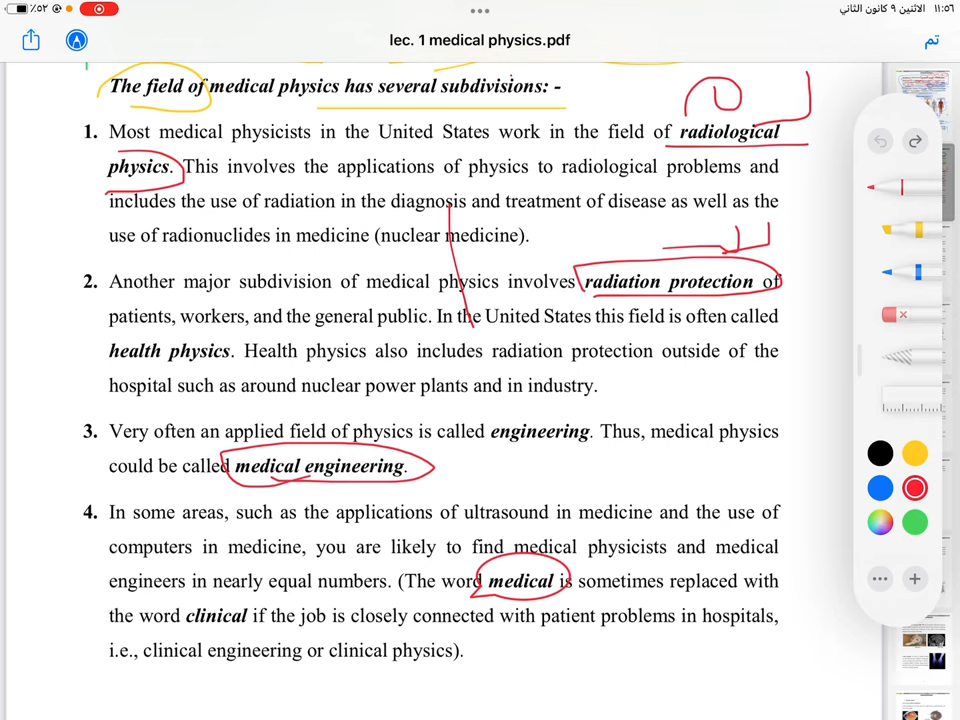 ١١:٥٦ الاثنين ٩ كانون الثاني
٪٥٢
lec. 1 medical physics.pdf
تم
The field of medical physics has several subdivisions: -
1. Most medical physicists in the United States work in the field of radiological
physics. This involves the applications of physics to radiological problems and
includes the use of radiation in the diagnosis and treatment of disease as well as the
use of radionuclides in medicine (nuclear medicine).
2. Another major subdivision of medical physics involves radiation protection of
patients, workers, and the general public. In the United States this field is often called
health physics. Health physics also includes radiation protection outside of the
hospital such as around nuclear power plants and in industry.
3. Very often an applied field of physics is called engineering. Thus, medical physics
could be called medical engineering.
4. In some areas, such as the applications of ultrasound in medicine and the use of
computers in medicine, you are likely to find medical physicists and medical
engineers in nearly equal numbers. (The word medical is sometimes replaced with
the word clinical if the job is closely connected with patient problems in hospitals,
i.e., clinical engineering or clinical physics).